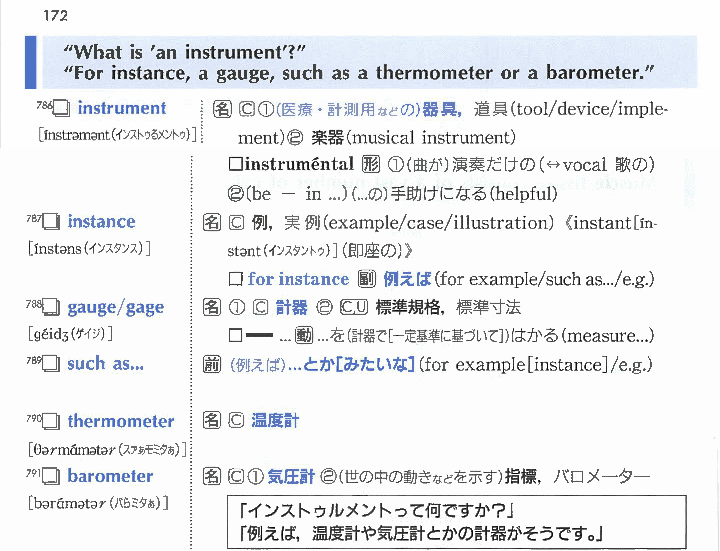 172
“What is ’an instrument’?”
“For instance, a gauge, such as a thermometer or a barometer.”
786 instrument 名 C ①(医療・計測用などの)器具, 道具(tool/device/imple-
[ínstrəmənt(インストゥるメントゥ)] ment)② 楽器(musical instrument)
□instruméntal 形 ①(曲が)演奏だけの(↔vocal 歌の)
②(be － in ...)(...の)手助けになる(helpful)
787 instance 名 C 例, 実例(example/case/illustration)《instant[ín-
[ínstəns(インスタンス)] stənt(インスタントゥ)](即座の)》
□ for instance 副 例えば(for example/such as.../e.g.)
788 gauge/gage 名 ① C 計器 ② C,U 標準規格, 標準寸法
[géidʒ(ゲイジ)] □ ━ ... 動 ...を(計器で[一定基準に基づいて])はかる(measure...)
789 such as... 前 (例えば)...とか[みたいな](for example[instance]/e.g.)
790 thermometer 名 C 温度計
[θərmámətər(スァぁモミタぁ)]
791 barometer 名 C ① 気圧計 ②(世の中の動きなどを示す)指標, バロメーター
[bərámətər(バらミタぁ)]
「インストゥルメントって何ですか?」
「例えば, 温度計や気圧計とかの計器がそうです。」